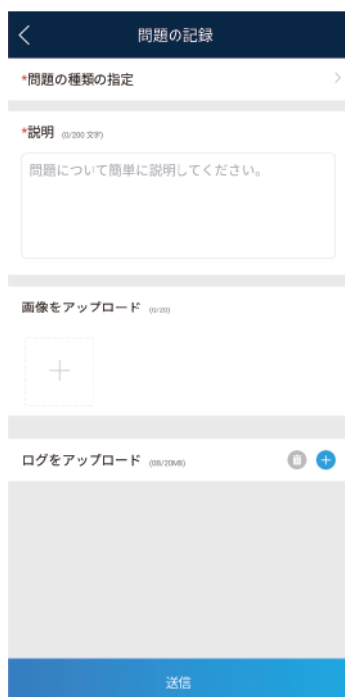 問題の記録
*問題の種類の指定
*説明 (0/200 文字)
問題について簡単に説明してください。
画像をアップロード (0/20)
ログをアップロード (0B/20MB)
送信